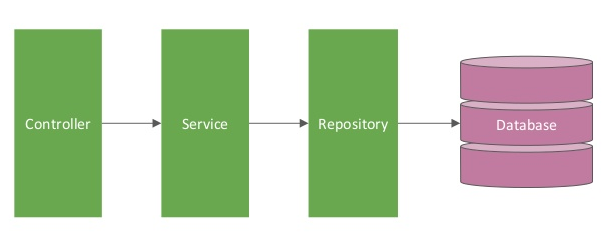 Controller
Service
Repository
Database